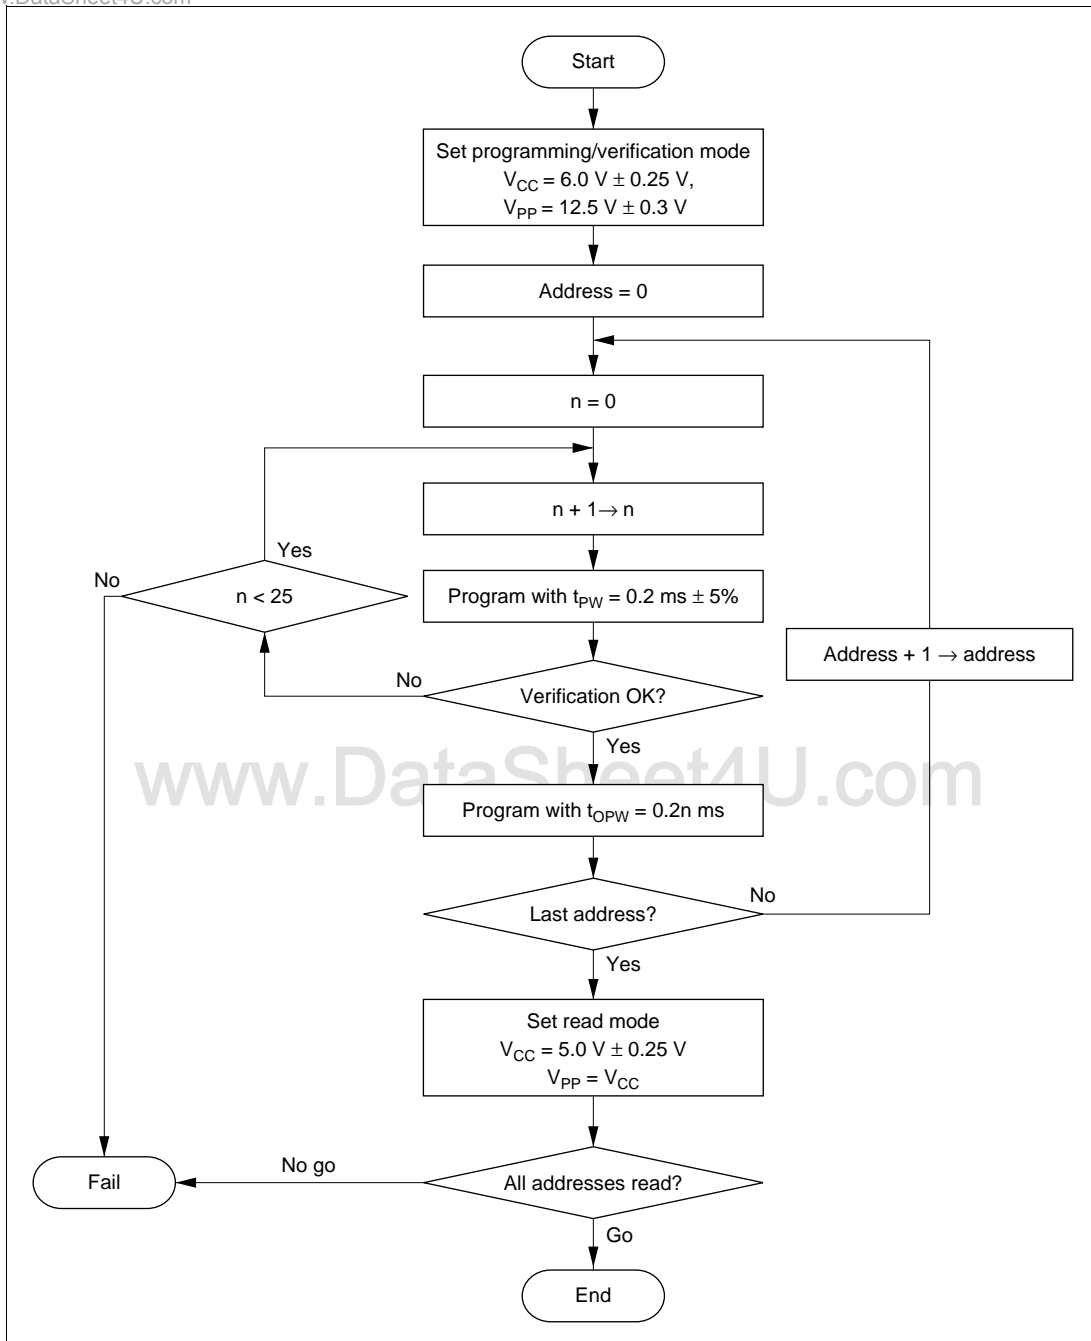 w.DataSheet4U.com
Start
Set programming/verification mode
VCC = 6.0 V ± 0.25 V,
VPP = 12.5 V ± 0.3 V
Address = 0
n = 0
n + 1→ n
Yes
No
n < 25
Program with tPW = 0.2 ms ± 5%
Address + 1 → address
No
Verification OK?
Yes
www.DataSheet4U.com
Program with tOPW = 0.2n ms
Last address?
No
Yes
Set read mode
VCC = 5.0 V ± 0.25 V
VPP = VCC
Fail
No go
All addresses read?
Go
End